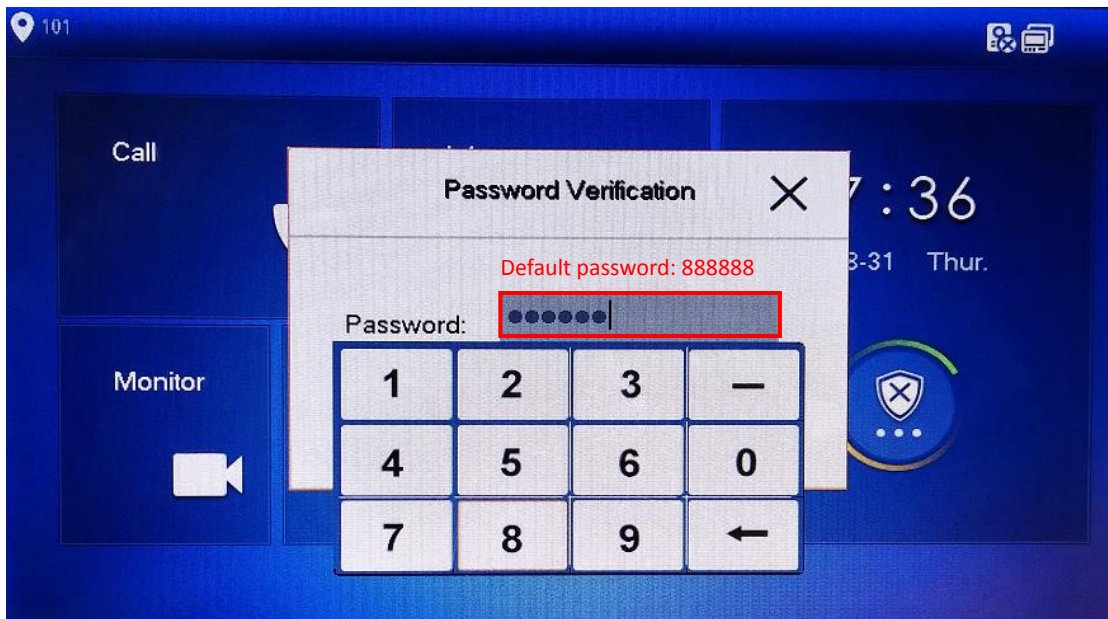 101
Call
Password Verification
: 36
-31 Thur.
Default password: 888888
Password:
Monitor
1 2 3 —
4 5 6 0
7 8 9 ←